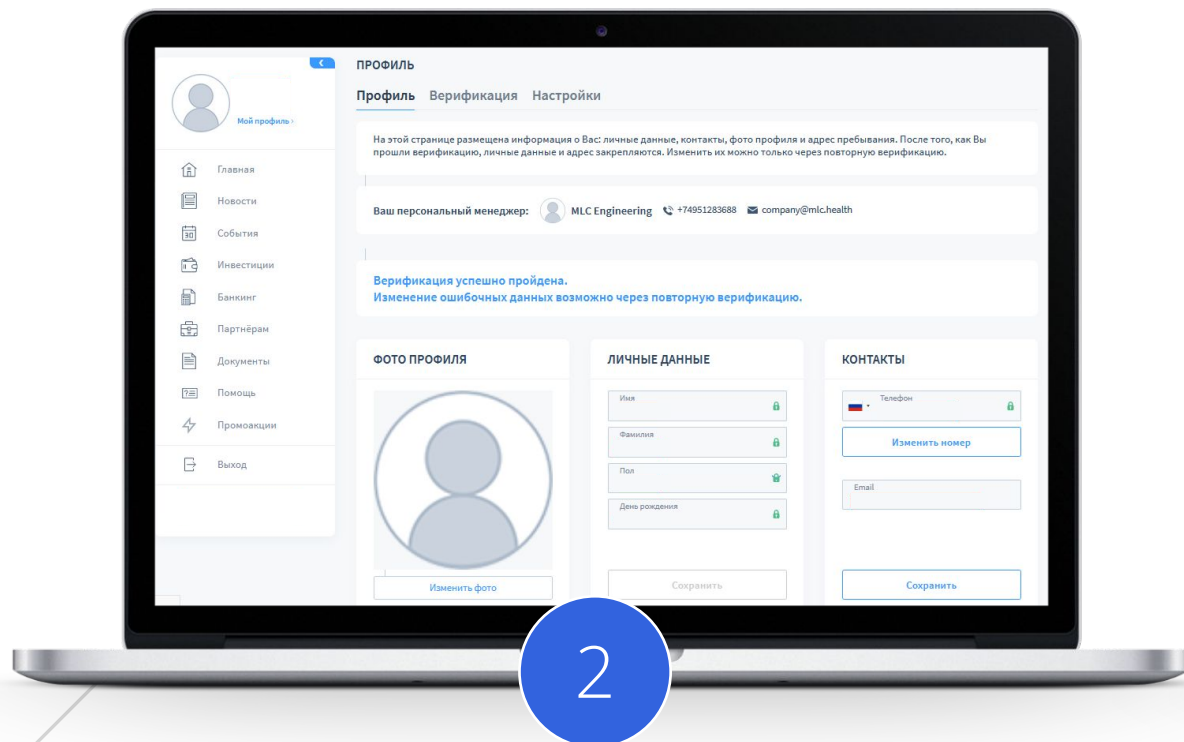 Мой профиль ›
Главная
Новости
30
События
Инвестиции
Банкинг
Партнёрам
Документы
Помощь
Промоакции
Выход
ПРОФИЛЬ
Профиль Верификация Настройки
На этой странице размещена информация о Вас: личные данные, контакты, фото профиля и адрес пребывания. После того, как Вы
прошли верификацию, личные данные и адрес закрепляются. Изменить их можно только через повторную верификацию.
Ваш персональный менеджер: MLC Engineering +74951283688 company@mlc.health
Верификация успешно пройдена.
Изменение ошибочных данных возможно через повторную верификацию.
ФОТО ПРОФИЛЯ
Изменить фото
ЛИЧНЫЕ ДАННЫЕ
Имя
Фамилия
Пол
День рождения
Сохранить
КОНТАКТЫ
Телефон
Изменить номер
Email
Сохранить
2